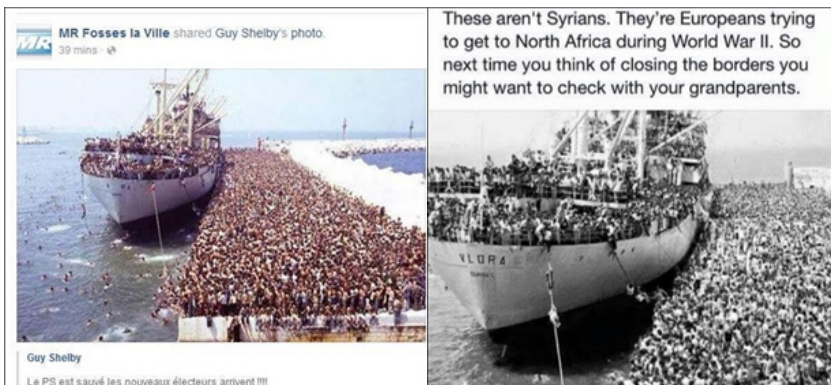 MR
MR Fosses la Ville shared Guy Shelby's photo.
39 mins ·
Guy Shelby
Le PS est sauvé les nouveaux électeurs arrivent !!!!
These aren't Syrians. They're Europeans trying
to get to North Africa during World War II. So
next time you think of closing the borders you
might want to check with your grandparents.
VLORA